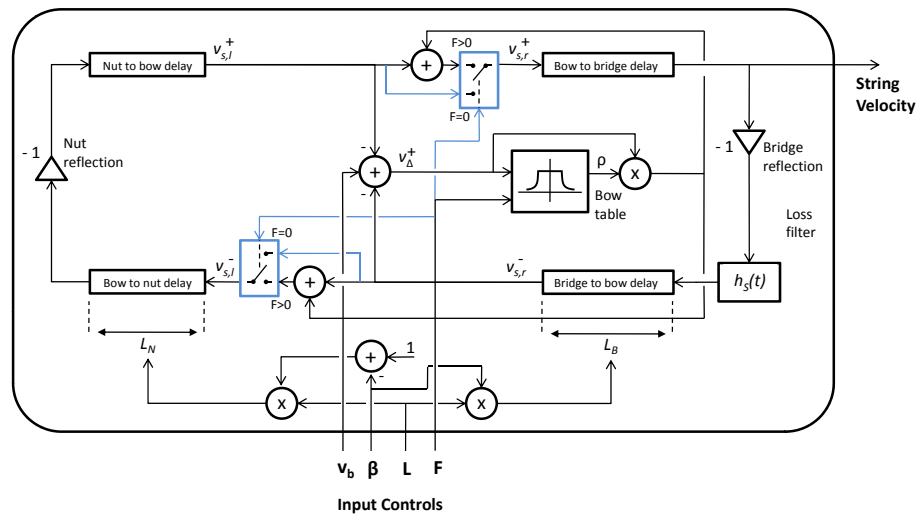 v_{s,l}^+
F>0
v_{s,r}^+
Nut to bow delay
+
Bow to bridge delay
String
Velocity
F=0
- 1
Nut
reflection
-
+
-
v_Δ^+
ρ
x
Bow
table
- 1
Bridge
reflection
Loss
filter
F=0
v_{s,l}^-
v_{s,r}^-
Bow to nut delay
+
Bridge to bow delay
h_S(t)
F>0
L_N
L_B
+
1
-
x
x
v_b
β
L
F
Input Controls